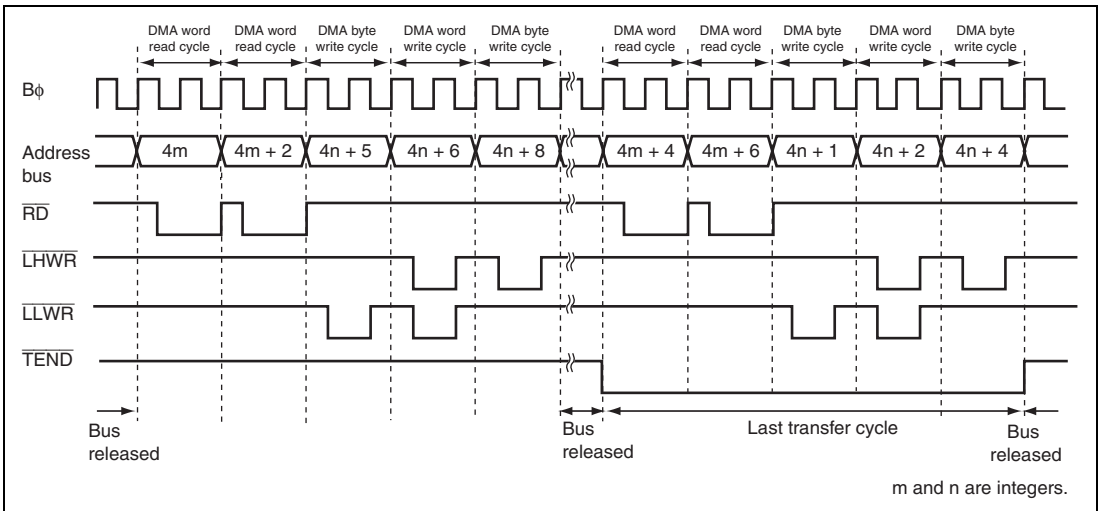 DMA word read cycle
DMA word read cycle
DMA byte write cycle
DMA word write cycle
DMA byte write cycle
DMA word read cycle
DMA word read cycle
DMA byte write cycle
DMA word write cycle
DMA byte write cycle
Bϕ
Address bus
4m
4m + 2
4n + 5
4n + 6
4n + 8
4m + 4
4m + 6
4n + 1
4n + 2
4n + 4
RD
LHWR
LLWR
TEND
Bus released
Bus released
Last transfer cycle
Bus released
m and n are integers.